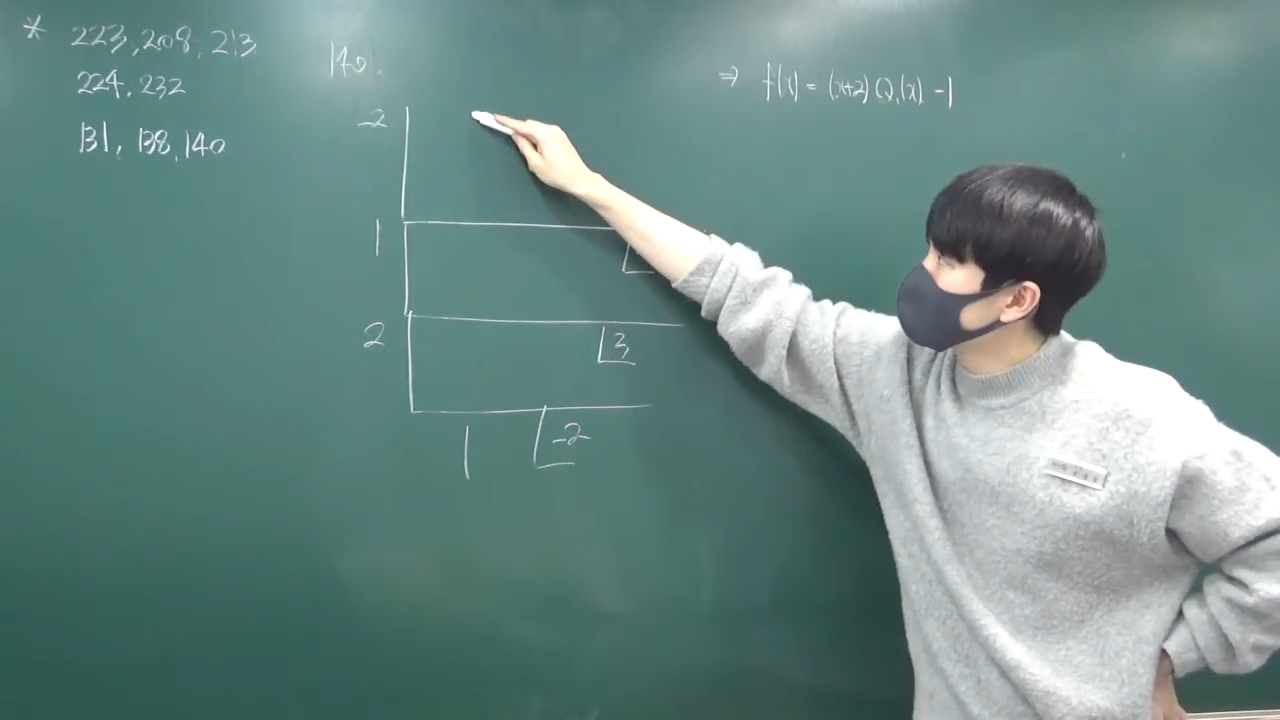 * 223, 208, 213
224, 232
131, 138, 140
140.
-2
1
2
3
1 -2
⇒ f(x) = (x+2) Q₁(x) -1